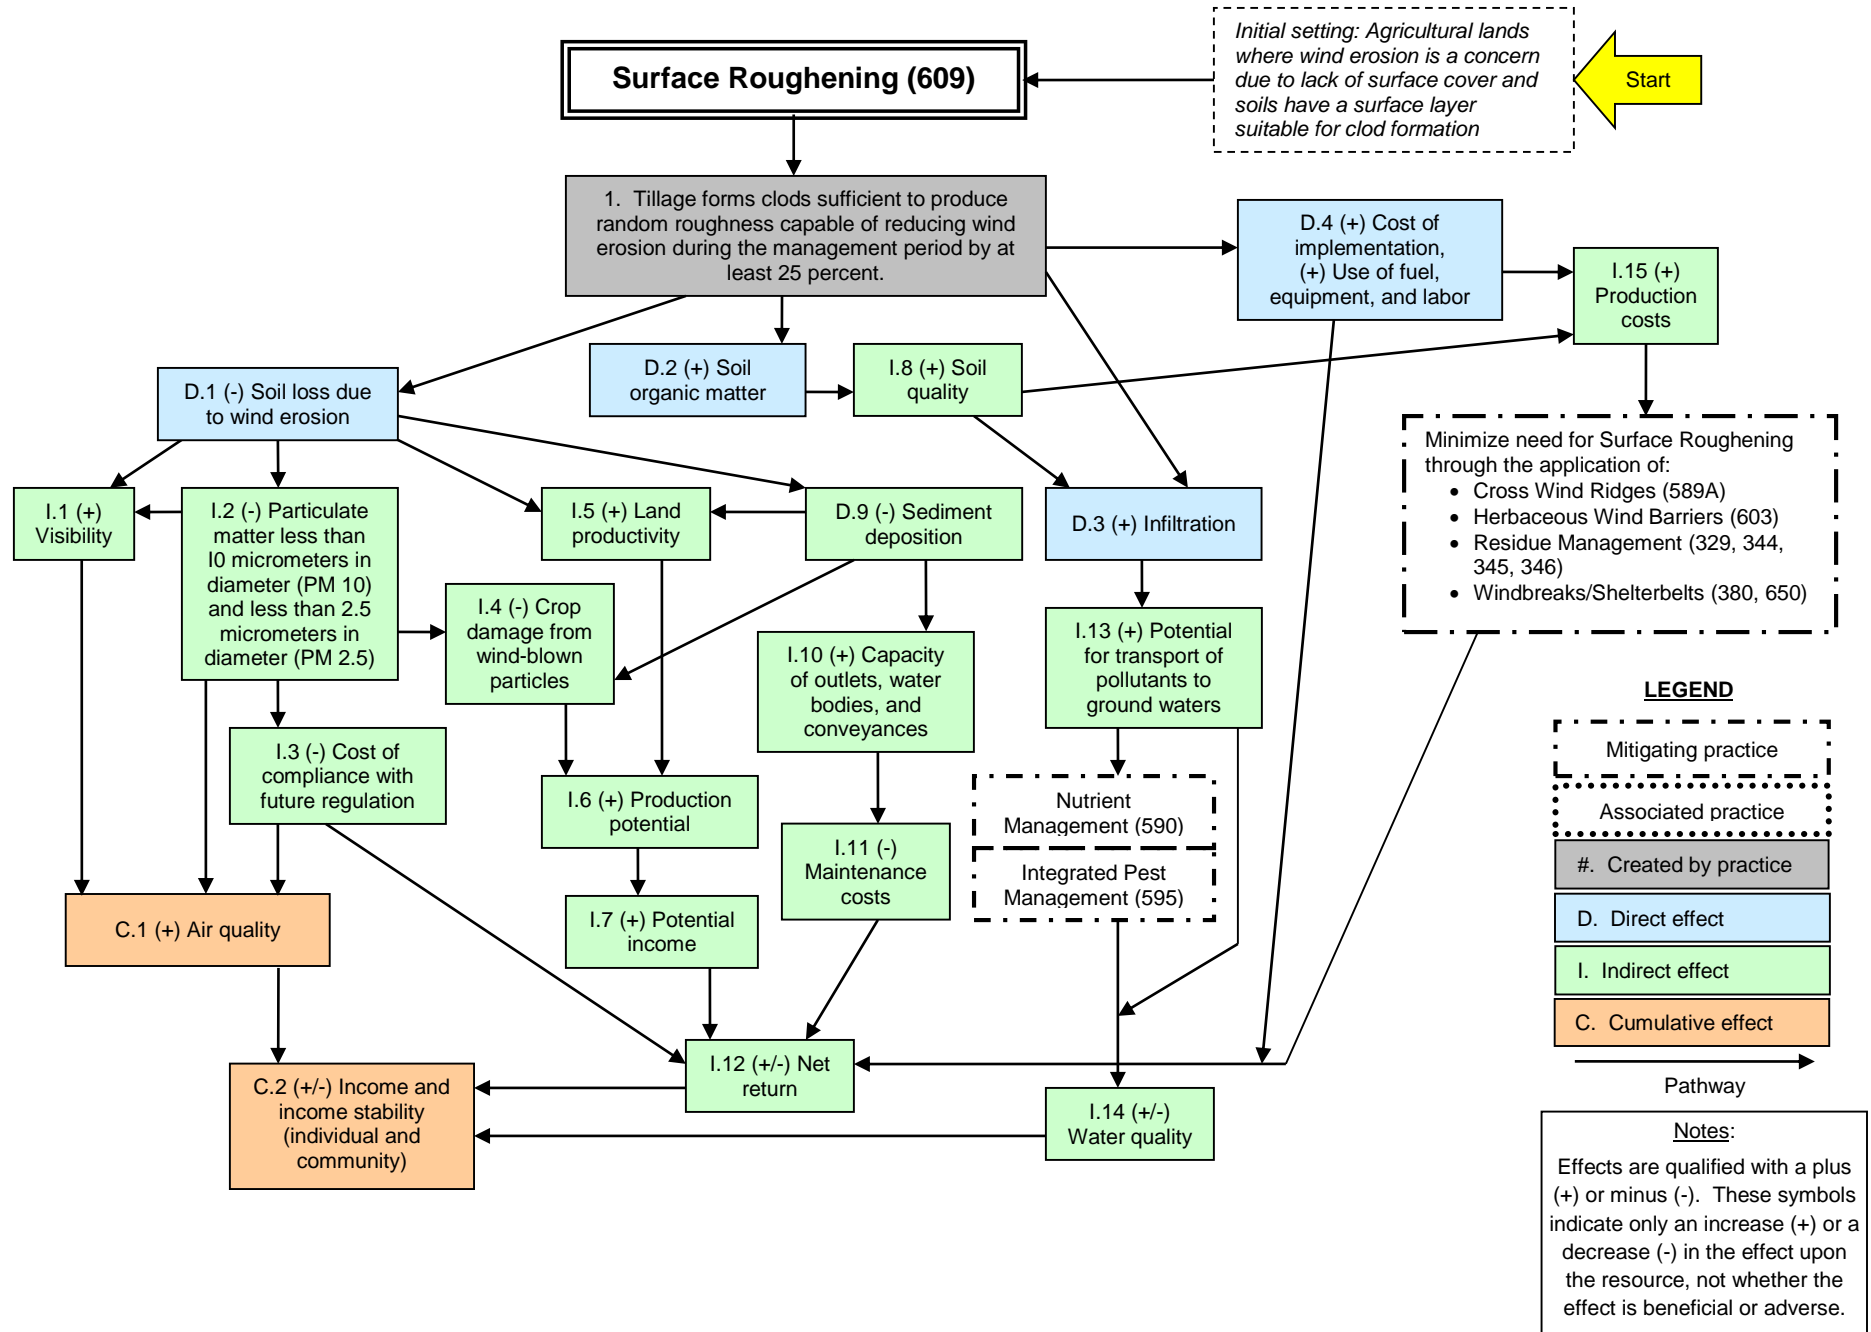 Surface Roughening (609)
Initial setting: Agricultural lands
where wind erosion is a concern
due to lack of surface cover and
soils have a surface layer
suitable for clod formation
Start
1. Tillage forms clods sufficient to produce
random roughness capable of reducing wind
erosion during the management period by at
least 25 percent.
D.4 (+) Cost of
implementation,
(+) Use of fuel,
equipment, and labor
I.15 (+)
Production
costs
D.1 (-) Soil loss due
to wind erosion
D.2 (+) Soil
organic matter
I.8 (+) Soil
quality
Minimize need for Surface Roughening
through the application of:
• Cross Wind Ridges (589A)
• Herbaceous Wind Barriers (603)
• Residue Management (329, 344,
345, 346)
• Windbreaks/Shelterbelts (380, 650)
I.1 (+)
Visibility
I.2 (-) Particulate
matter less than
I0 micrometers in
diameter (PM 10)
and less than 2.5
micrometers in
diameter (PM 2.5)
I.5 (+) Land
productivity
D.9 (-) Sediment
deposition
D.3 (+) Infiltration
I.4 (-) Crop
damage from
wind-blown
particles
I.10 (+) Capacity
of outlets, water
bodies, and
conveyances
I.13 (+) Potential
for transport of
pollutants to
ground waters
I.3 (-) Cost of
compliance with
future regulation
I.6 (+) Production
potential
I.11 (-)
Maintenance
costs
Nutrient
Management (590)
Integrated Pest
Management (595)
C.1 (+) Air quality
I.7 (+) Potential
income
C.2 (+/-) Income and
income stability
(individual and
community)
I.12 (+/-) Net
return
I.14 (+/-)
Water quality
LEGEND
Mitigating practice
Associated practice
#. Created by practice
D. Direct effect
I. Indirect effect
C. Cumulative effect
Pathway
Notes:
Effects are qualified with a plus
(+) or minus (-). These symbols
indicate only an increase (+) or a
decrease (-) in the effect upon
the resource, not whether the
effect is beneficial or adverse.